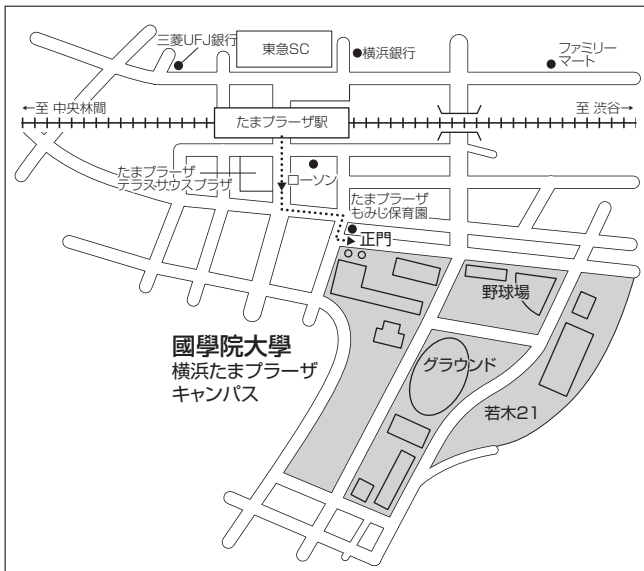 三菱UFJ銀行
東急SC
横浜銀行
ファミリー
マート
←至 中央林間
たまプラーザ駅
至 渋谷→
たまプラーザ
テラスサウスプラザ
ローソン
たまプラーザ
もみじ保育園
正門
野球場
國學院大學
横浜たまプラーザ
キャンパス
グラウンド
若木21